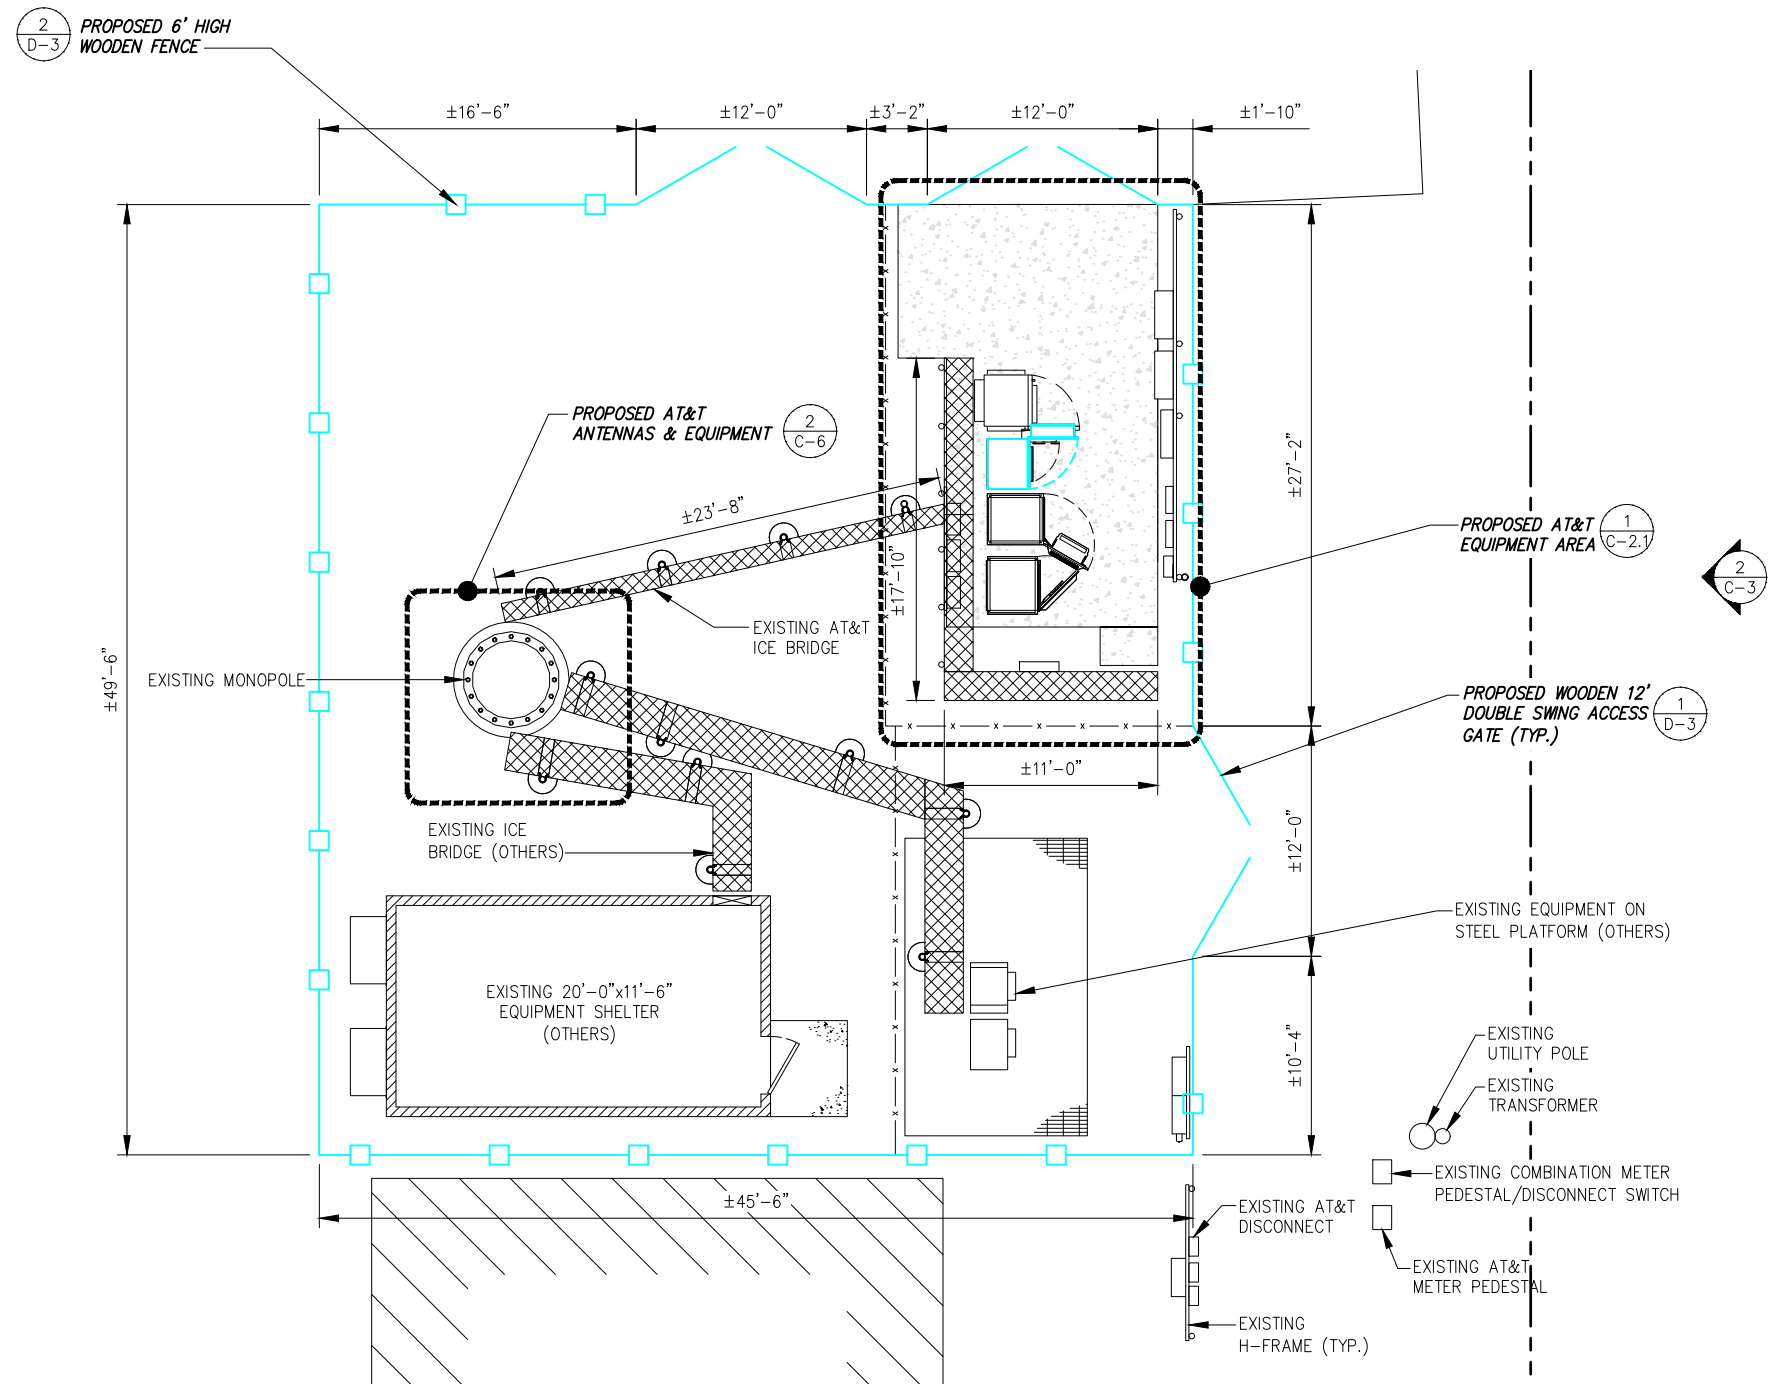 2
D-3
PROPOSED 6' HIGH
WOODEN FENCE
±16'-6"
±12'-0"
±3'-2"
±12'-0"
±1'-10"
PROPOSED AT&T
ANTENNAS & EQUIPMENT
2
C-6
±23'-8"
±17'-10"
±27'-2"
PROPOSED AT&T
EQUIPMENT AREA
1
C-2.1
2
C-3
EXISTING AT&T
ICE BRIDGE
EXISTING MONOPOLE
±49'-6"
PROPOSED WOODEN 12'
DOUBLE SWING ACCESS
GATE (TYP.)
1
D-3
±11'-0"
±12'-0"
EXISTING ICE
BRIDGE (OTHERS)
EXISTING EQUIPMENT ON
STEEL PLATFORM (OTHERS)
EXISTING 20'-0"x11'-6"
EQUIPMENT SHELTER
(OTHERS)
±10'-4"
EXISTING
UTILITY POLE
EXISTING
TRANSFORMER
EXISTING COMBINATION METER
PEDESTAL/DISCONNECT SWITCH
±45'-6"
EXISTING AT&T
DISCONNECT
EXISTING AT&T
METER PEDESTAL
EXISTING
H-FRAME (TYP.)